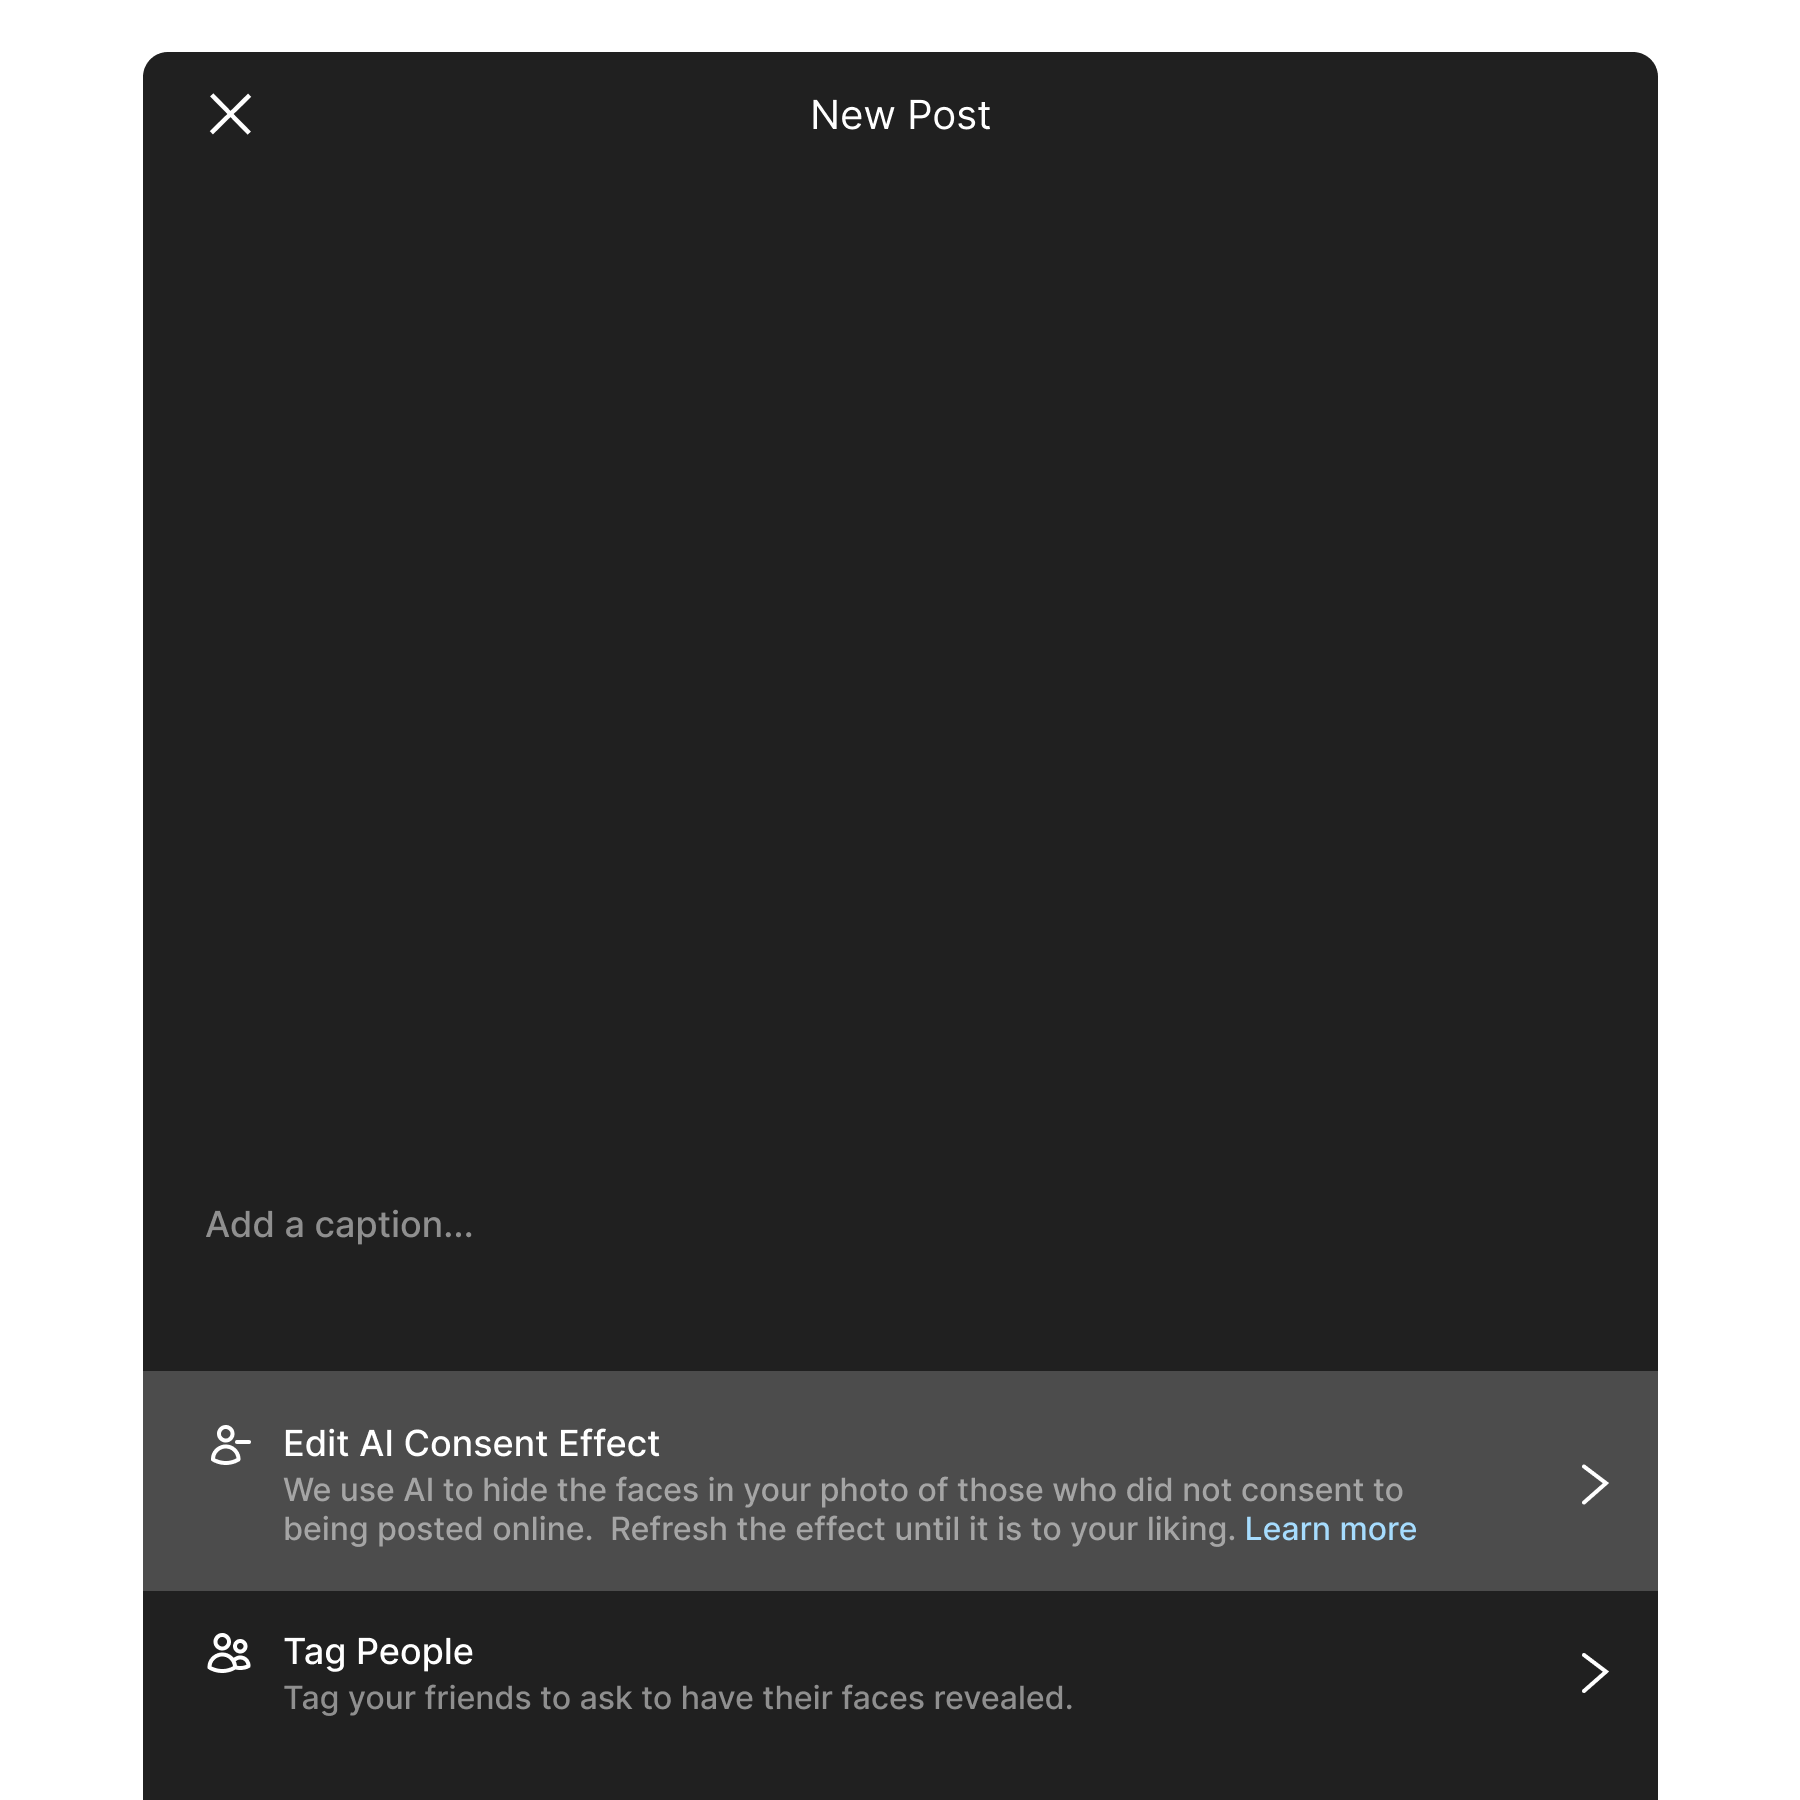 New Post
Add a caption...
Edit AI Consent Effect
We use AI to hide the faces in your photo of those who did not consent to
being posted online.  Refresh the effect until it is to your liking. Learn more
Tag People
Tag your friends to ask to have their faces revealed.